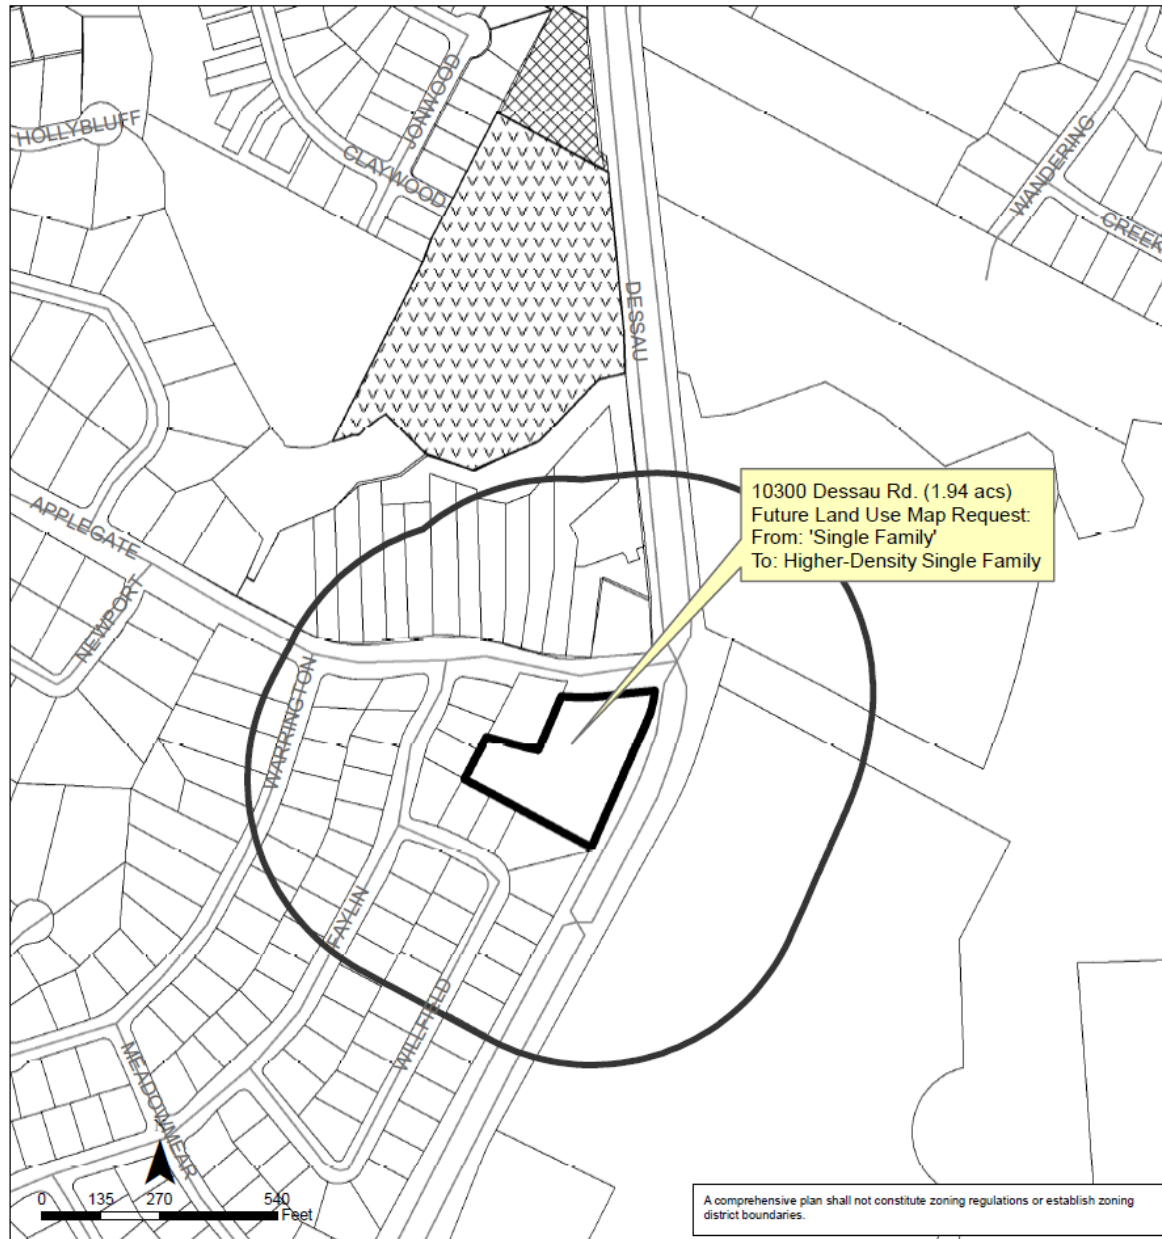 HOLLYBLUFF
JONWOOD
CLAYWOOD
WANDERING
CREEK
DESSAU
10300 Dessau Rd. (1.94 acs)
Future Land Use Map Request:
From: 'Single Family'
To: Higher-Density Single Family
APPLEGATE
NEWPORT
WARRINGTON
FAYLIN
WILLFIELD
MEADOWMEAR
0 135 270 540
Feet
A comprehensive plan shall not constitute zoning regulations or establish zoning
district boundaries.